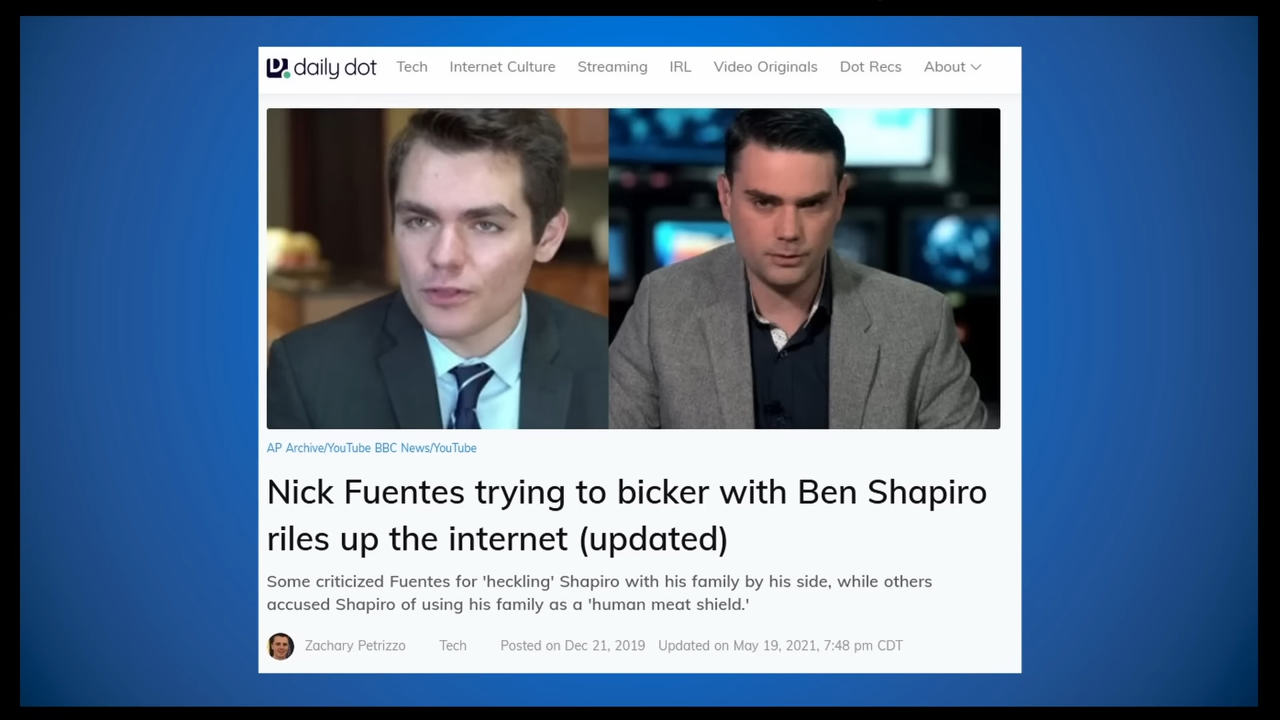 daily dot Tech Internet Culture Streaming IRL Video Originals Dot Recs About
AP Archive/YouTube BBC News/YouTube
Nick Fuentes trying to bicker with Ben Shapiro
riles up the internet (updated)
Some criticized Fuentes for 'heckling' Shapiro with his family by his side, while others
accused Shapiro of using his family as a 'human meat shield.'
Zachary Petrizzo Tech Posted on Dec 21, 2019 Updated on May 19, 2021, 7:48 pm CDT